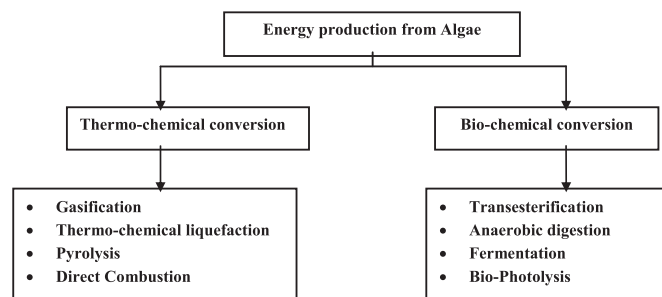 Energy production from Algae
Thermo-chemical conversion
Bio-chemical conversion
• Gasification
• Thermo-chemical liquefaction
• Pyrolysis
• Direct Combustion
• Transesterification
• Anaerobic digestion
• Fermentation
• Bio-Photolysis